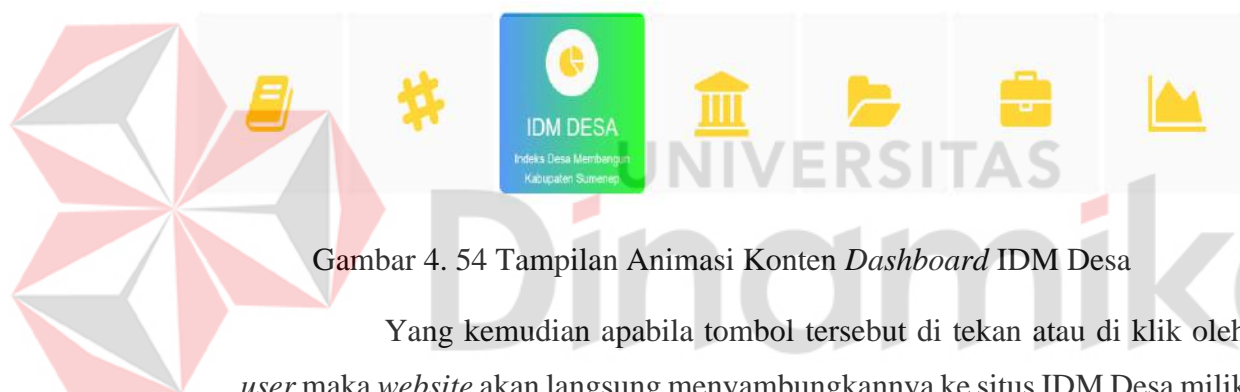 IDM DESA
Indeks Desa Membangun
Kabupaten Sumenep
UNIVERSITAS
Dinamik
Gambar 4. 54 Tampilan Animasi Konten Dashboard IDM Desa
Yang kemudian apabila tombol tersebut di tekan atau di klik oleh
user maka website akan langsung menyambungkannya ke situs IDM Desa milik